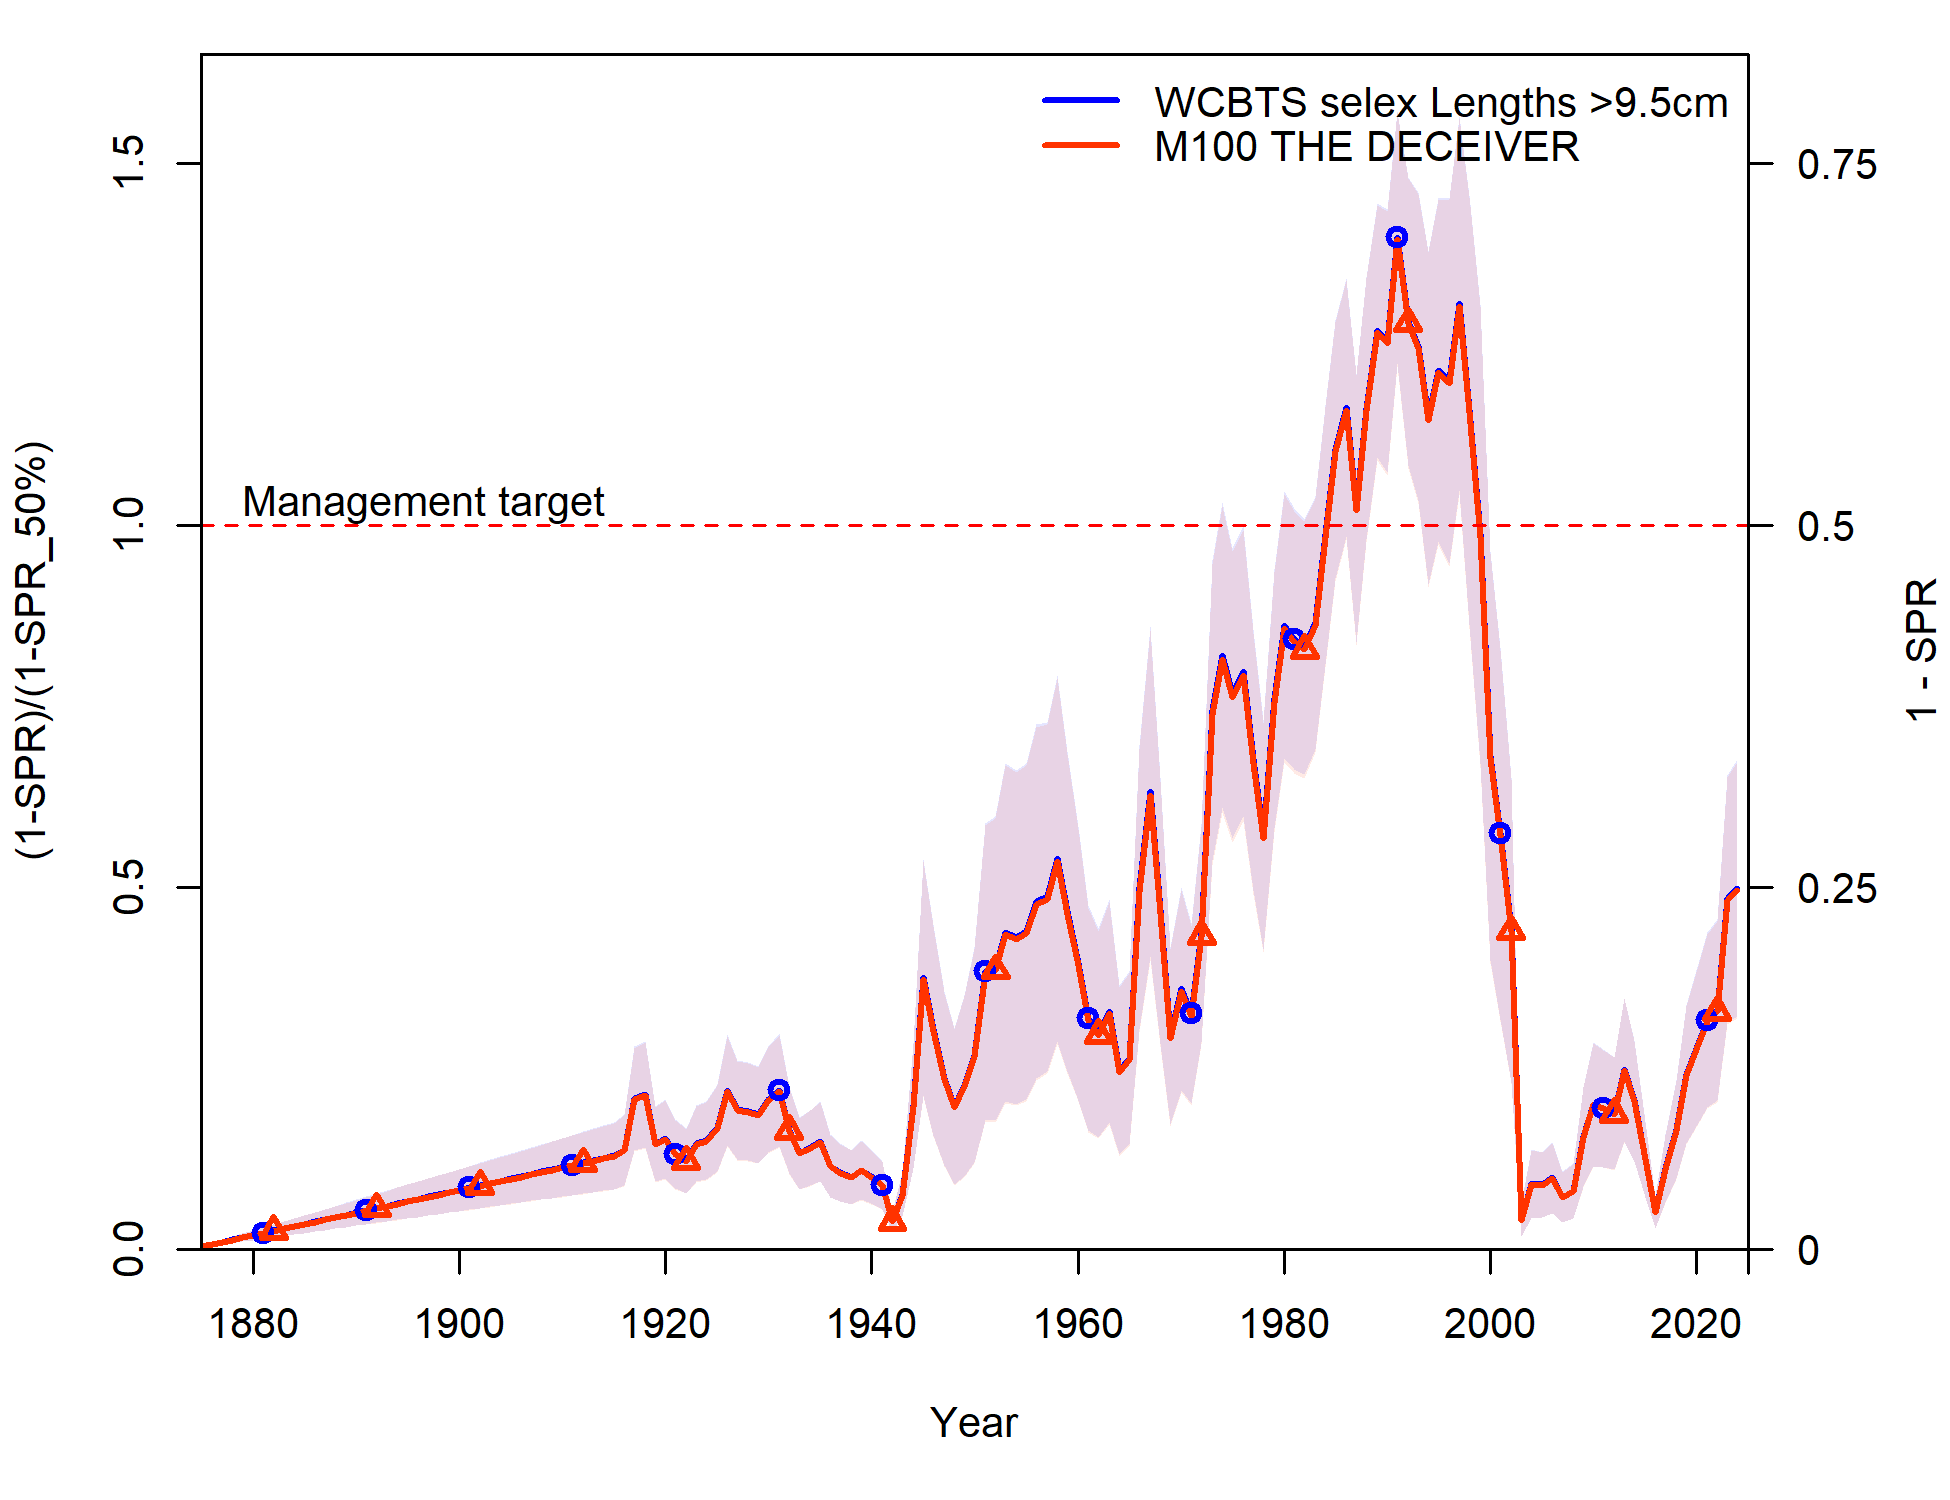 WCBTS selex Lengths >9.5cm
M100 THE DECEIVER
Management target
(1-SPR)/(1-SPR_50%)
0.0
0.5
1.0
1.5
1 - SPR
0
0.25
0.5
0.75
1880
1900
1920
1940
1960
1980
2000
2020
Year